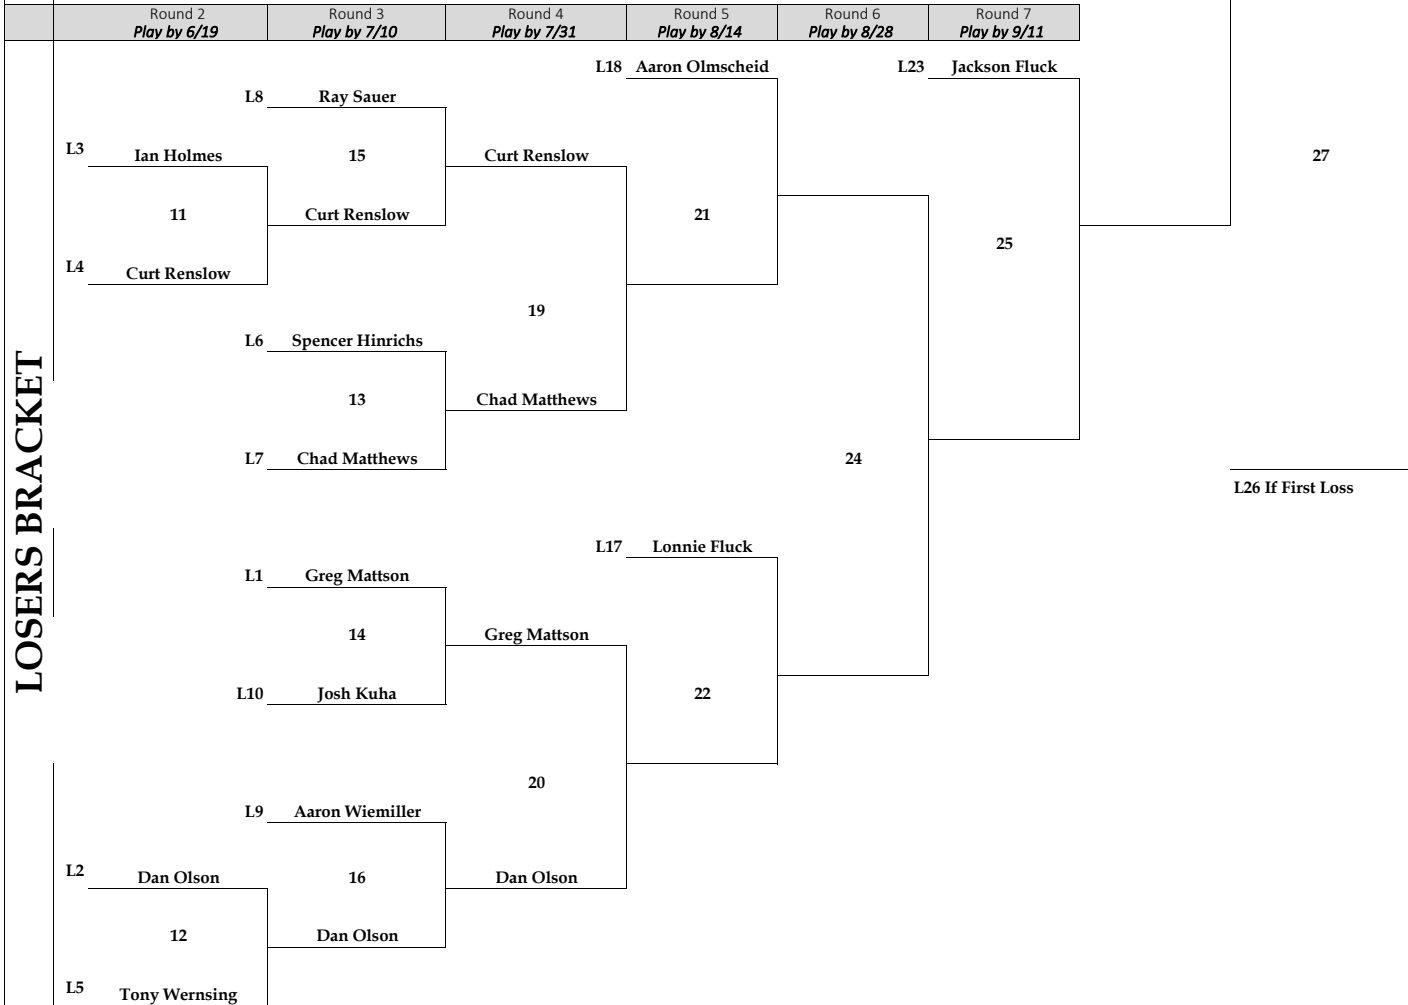 Round 2
Play by 6/19
Round 3
Play by 7/10
Round 4
Play by 7/31
Round 5
Play by 8/14
Round 6
Play by 8/28
Round 7
Play by 9/11
LOSERS BRACKET
L18 Aaron Olmscheid
L23 Jackson Fluck
L8 Ray Sauer
L3 Ian Holmes
15
Curt Renslow
27
11
Curt Renslow
21
25
L4 Curt Renslow
19
L6 Spencer Hinrichs
13
Chad Matthews
L7 Chad Matthews
24
L26 If First Loss
L17 Lonnie Fluck
L1 Greg Mattson
14
Greg Mattson
L10 Josh Kuha
22
20
L9 Aaron Wiemiller
L2 Dan Olson
16
Dan Olson
12
Dan Olson
L5 Tony Wernsing